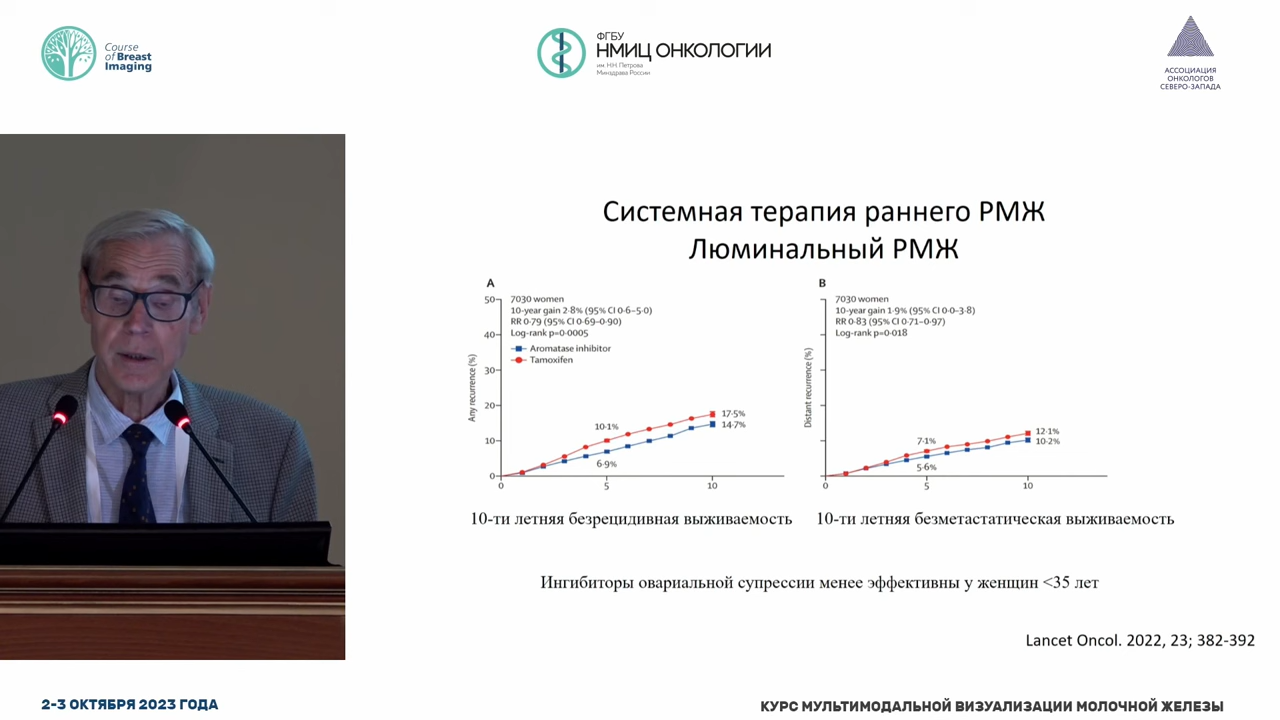 Course
of Breast
Imaging
ФГБУ
НМИЦ ОНКОЛОГИИ
им. Н.Н. Петрова
Минздрава России
АССОЦИАЦИЯ
ОНКОЛОГОВ
СЕВЕРО-ЗАПАДА
Системная терапия раннего РМЖ
Люминальный РМЖ
A
7030 women
10-year gain 2·8% (95% CI 0·6–5·0)
RR 0·79 (95% CI 0·69–0·90)
Log-rank p=0·0005
Aromatase inhibitor
Tamoxifen
Any recurrence (%)
50
40
30
20
10
0
10·1%
6·9%
17·5%
14·7%
0
5
10
B
7030 women
10-year gain 1·9% (95% CI 0·0–3·8)
RR 0·83 (95% CI 0·71–0·97)
Log-rank p=0·018
Distant recurrence (%)
7·1%
5·6%
12·1%
10·2%
0
5
10
10-ти летняя безрецидивная выживаемость
10-ти летняя безметастатическая выживаемость
Ингибиторы овариальной супрессии менее эффективны у женщин <35 лет
Lancet Oncol. 2022, 23; 382-392
2-3 ОКТЯБРЯ 2023 ГОДА
КУРС МУЛЬТИМОДАЛЬНОЙ ВИЗУАЛИЗАЦИИ МОЛОЧНОЙ ЖЕЛЕЗЫ